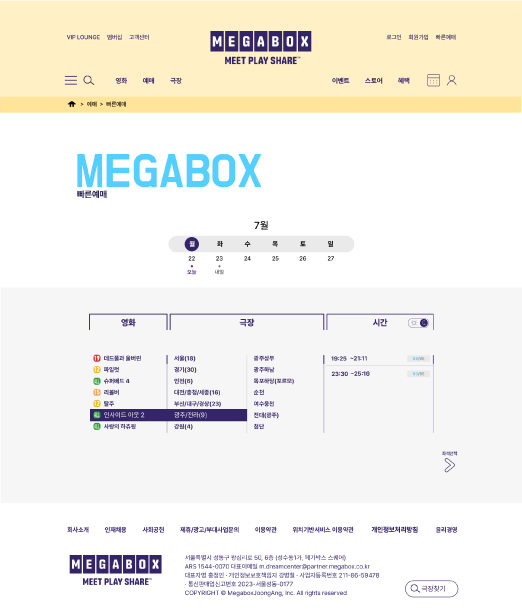 VIP LOUNGE 멤버십 고객센터
MEGABOX
MEET PLAY SHARE™
로그인 회원가입 빠른예매
영화 예매 극장
이벤트 스토어 혜택
> 예매 > 빠른예매
MEGABOX
빠른예매
7월
월 화 수 목 토 일
22 23 24 25 26 27
오늘 내일
영화 극장 시간
19 데드풀과 울버린 서울(18) 광주상무 19:25 ~21:11
12 파일럿 경기(30) 광주하남
23:30 ~25:16
ALL 슈퍼배드 4 인천(6) 목포하당(포르모)
15 리볼버 대전/충청/세종(16) 순천
12 탈주 부산/대구/경상(23) 여수웅천
ALL 인사이드 아웃 2 광주/전라(9) 전대(광주)
ALL 사랑의 하츄핑 강원(4) 첨단
좌석선택
회사소개 인재채용 사회공헌 제휴/광고/부대사업문의 이용약관 위치기반서비스 이용약관 개인정보처리방침 윤리경영
MEGABOX
MEET PLAY SHARE™
서울특별시 성동구 왕십리로 50, 6층 (성수동1가, 메가박스 스퀘어)
ARS 1544-0070 대표이메일 m.dreamcenter@partner.megabox.co.kr
대표자명 홍정인 · 개인정보보호책임자 강병철 · 사업자등록번호 211-86-59478
· 통신판매업신고번호 2023-서울성동-0177
COPYRIGHT © MegaboxJoongAng, Inc. All rights reserved
극장찾기